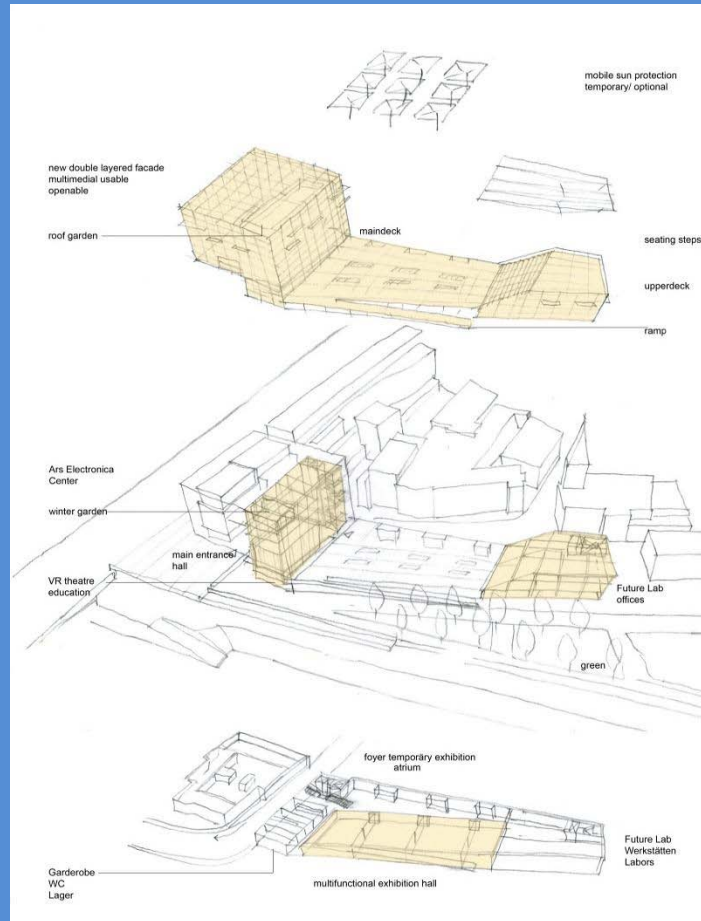 mobile sun protection
temporary/ optional
new double layered facade
multimedial usable
openable
roof garden
maindeck
seating steps
upperdeck
ramp
Ars Electronica
Center
winter garden
main entrance/
hall
VR theatre
education
Future Lab
offices
green
foyer temporäry exhibition
atrium
Future Lab
Werkstätten
Labors
Garderobe
WC
Lager
multifunctional exhibition hall